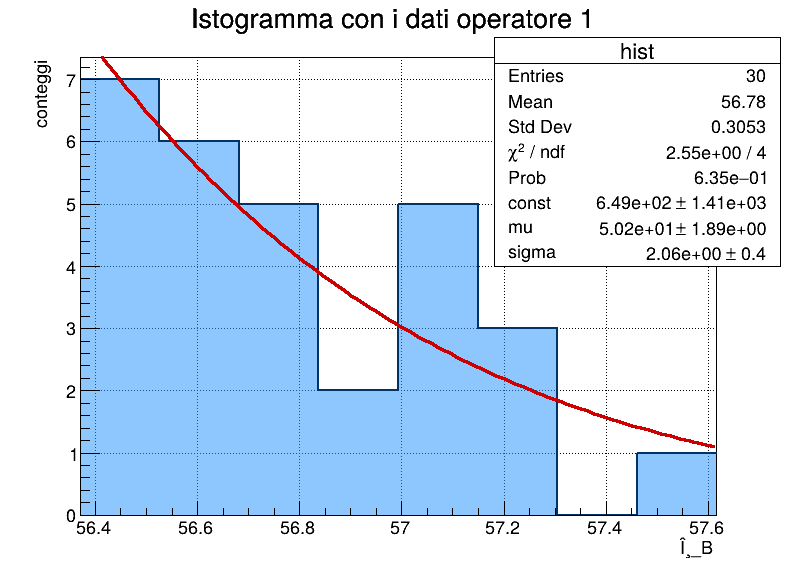 Istogramma con i dati operatore 1
conteggi
hist
Entries 30
Mean 56.78
Std Dev 0.3053
χ² / ndf 2.55e+00 / 4
Prob 6.35e−01
const 6.49e+02 ± 1.41e+03
mu 5.02e+01 ± 1.89e+00
sigma 2.06e+00 ± 0.4
7
6
5
4
3
2
1
0
56.4 56.6 56.8 57 57.2 57.4 57.6
Î¸_B